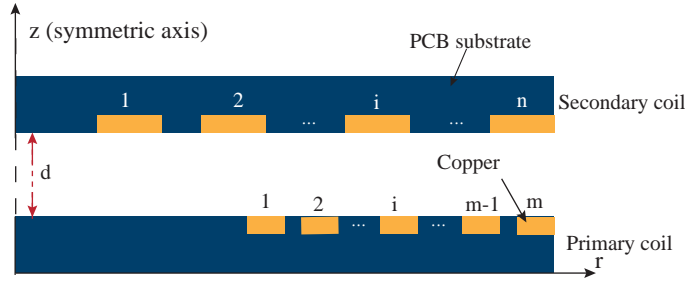 z (symmetric axis)
PCB substrate
1 2 ... i ... n
Secondary coil
d
Copper
1 2 ... i ... m-1 m
Primary coil
r